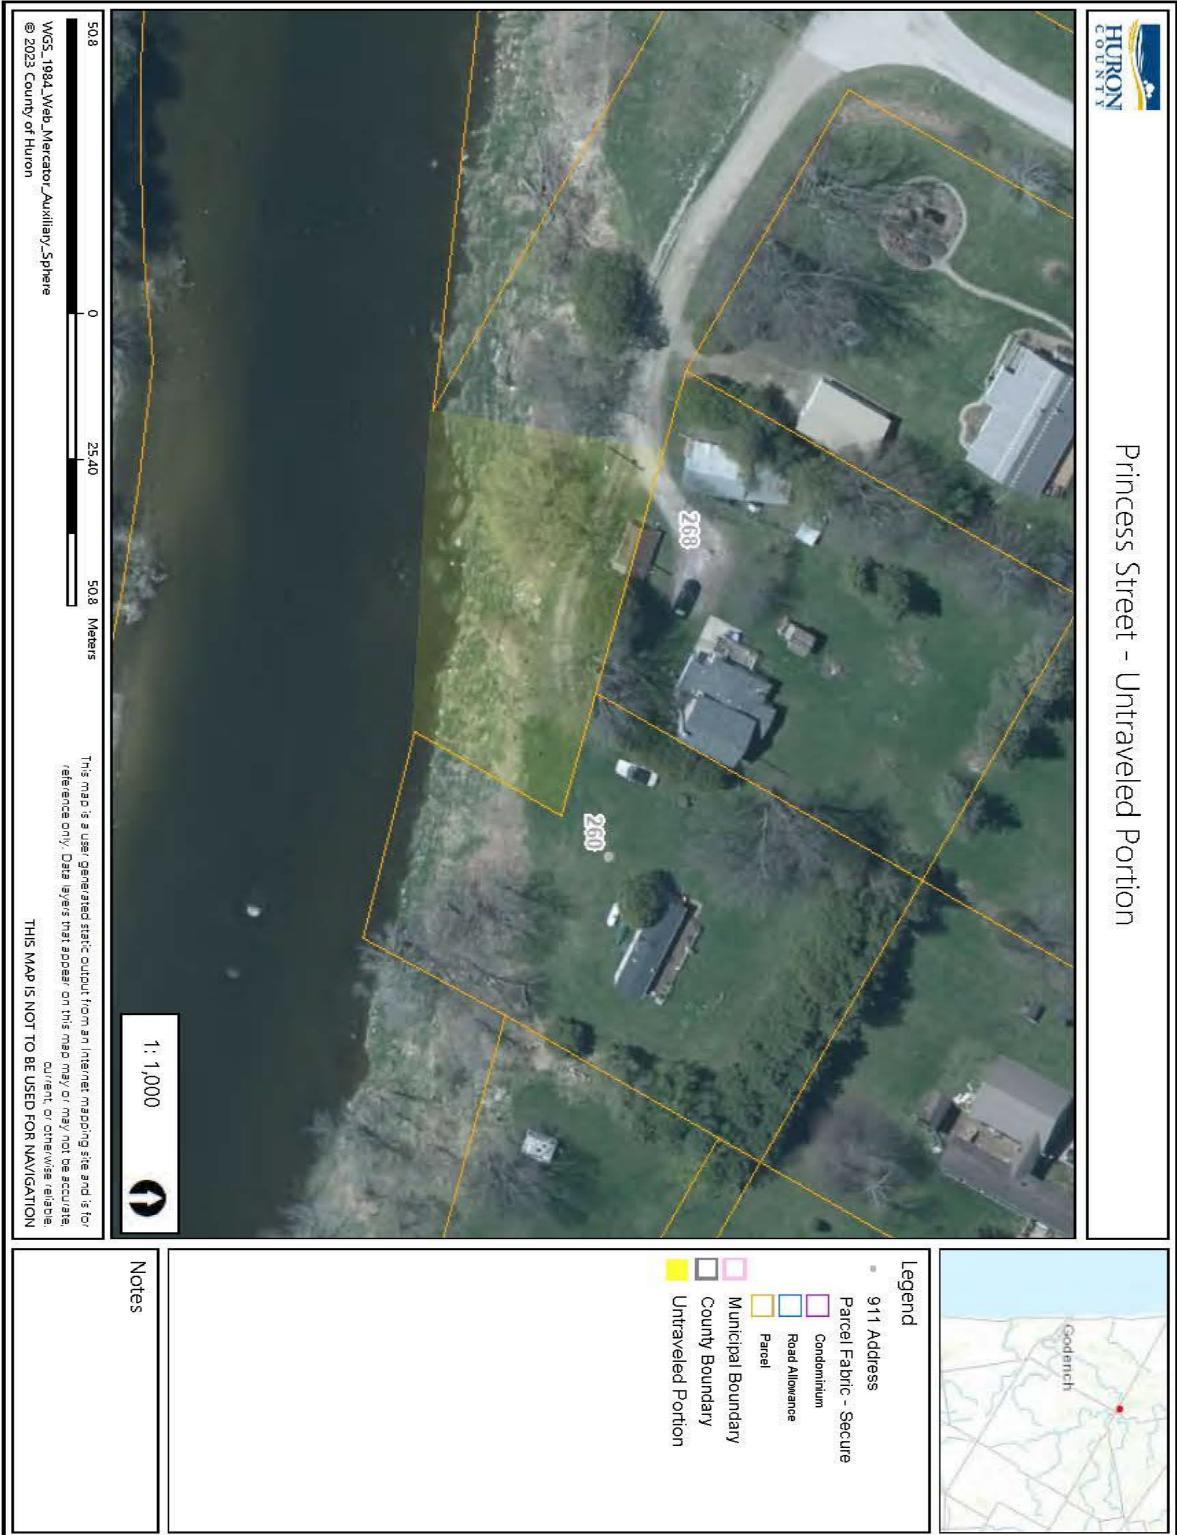 HURON
COUNTY
Princess Street - Untraveled Portion
Goderich
268
260
Legend
911 Address
Parcel Fabric - Secure
Condominium
Road Allowance
Parcel
Municipal Boundary
County Boundary
Untraveled Portion
1: 1,000
50.8
0
25.40
50.8
Meters
WGS_1984_Web_Mercator_Auxiliary_Sphere
© 2023 County of Huron
This map is a user generated static output from an Internet mapping site and is for
reference only. Data layers that appear on this map may or may not be accurate,
current, or otherwise reliable.
THIS MAP IS NOT TO BE USED FOR NAVIGATION
Notes